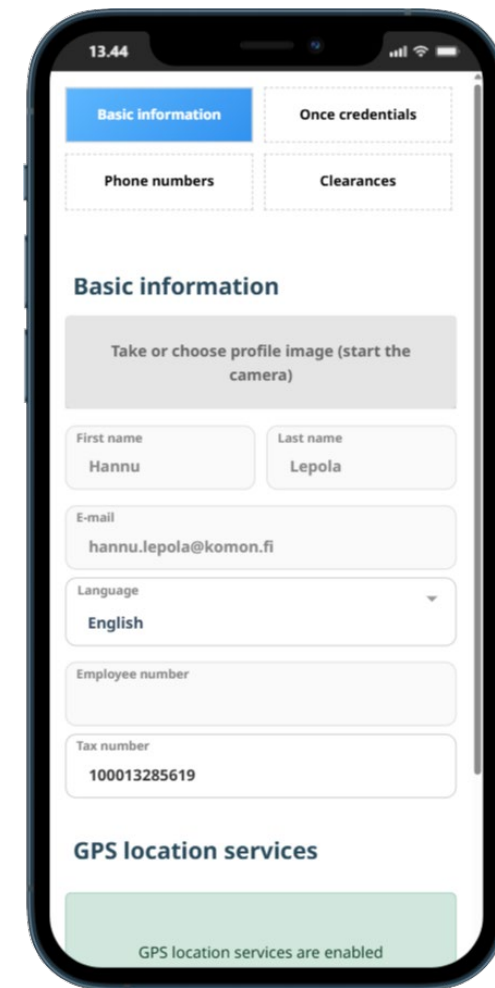 13.44
Basic information
Once credentials
Phone numbers
Clearances
Basic information
Take or choose profile image (start the
camera)
First name
Hannu
Last name
Lepola
E-mail
hannu.lepola@komon.fi
Language
English
Employee number
Tax number
100013285619
GPS location services
GPS location services are enabled